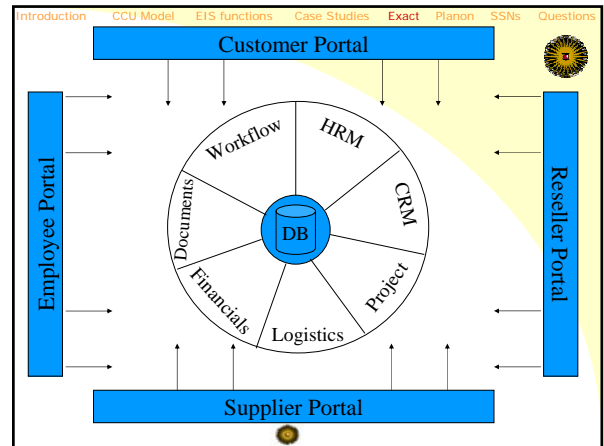 Introduction CCU Model EIS functions Case Studies Exact Planon SSNs Questions
Customer Portal
Employee Portal
Workflow
HRM
CRM
Project
Logistics
Financials
Documents
DB
Reseller Portal
Supplier Portal